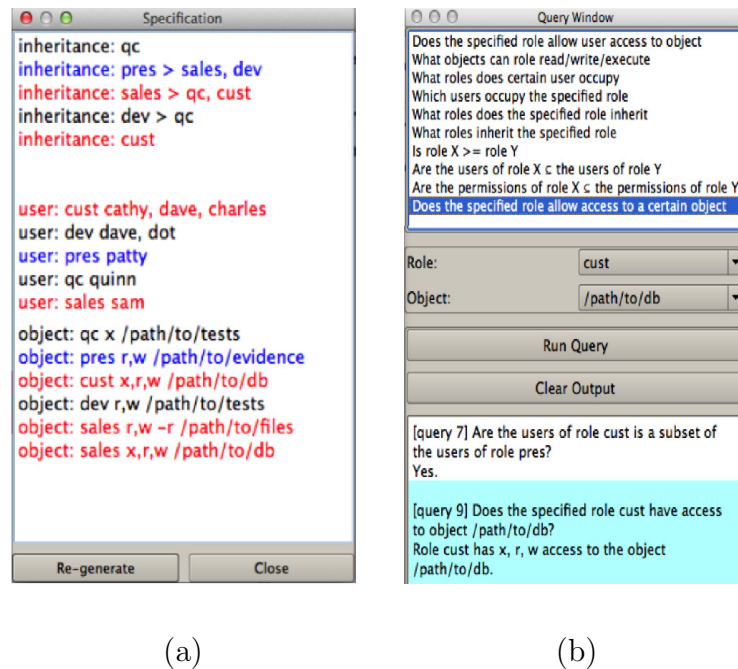 Specification
inheritance: qc
inheritance: pres > sales, dev
inheritance: sales > qc, cust
inheritance: dev > qc
inheritance: cust
user: cust cathy, dave, charles
user: dev dave, dot
user: pres patty
user: qc quinn
user: sales sam
object: qc x /path/to/tests
object: pres r,w /path/to/evidence
object: cust x,r,w /path/to/db
object: dev r,w /path/to/tests
object: sales r,w –r /path/to/files
object: sales x,r,w /path/to/db
Re-generate
Close
(a)
Query Window
Does the specified role allow user access to object
What objects can role read/write/execute
What roles does certain user occupy
Which users occupy the specified role
What roles does the specified role inherit
What roles inherit the specified role
Is role X >= role Y
Are the users of role X ⊆ the users of role Y
Are the permissions of role X ⊆ the permissions of role Y
Does the specified role allow access to a certain object
Role:
cust
Object:
/path/to/db
Run Query
Clear Output
[query 7] Are the users of role cust is a subset of
the users of role pres?
Yes.
[query 9] Does the specified role cust have access
to object /path/to/db?
Role cust has x, r, w access to the object
/path/to/db.
(b)